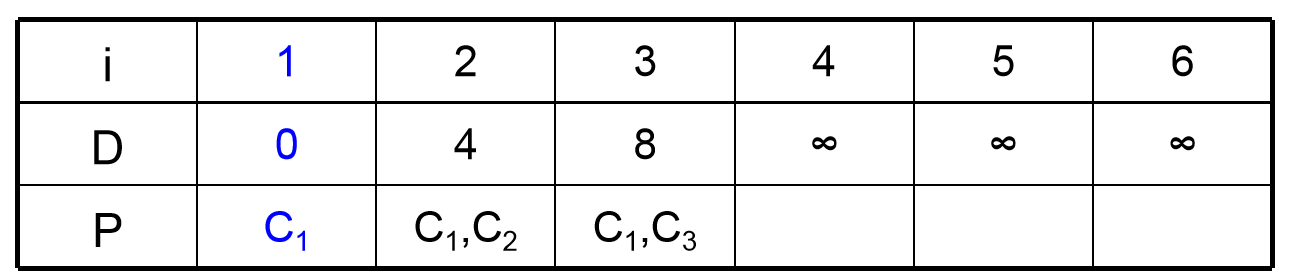 i 1 2 3 4 5 6
D 0 4 8 ∞ ∞ ∞
P C₁ C₁,C₂ C₁,C₃